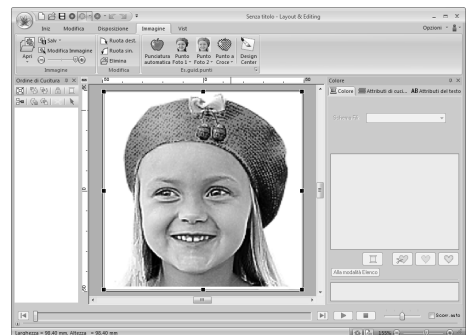 Senza titolo - Layout & Editing
Iniz Modifica Disposizione Immagine Vist Opzioni
Apri
Salv
Modifica Immagine
Immagine
Ruota dest.
Ruota sin.
Elimina
Modifica
Punciatura automatica
Punto Foto 1
Punto Foto 2
Punto a Croce
Es.guid.punti
Design Center
Ordine di Cucitura
Colore
Colore Attributi di cuci... AB Attributi del testo
Alla modalità Elenco
Scorr. auto
Larghezza = 98.40 mm, Altezza = 98.40 mm